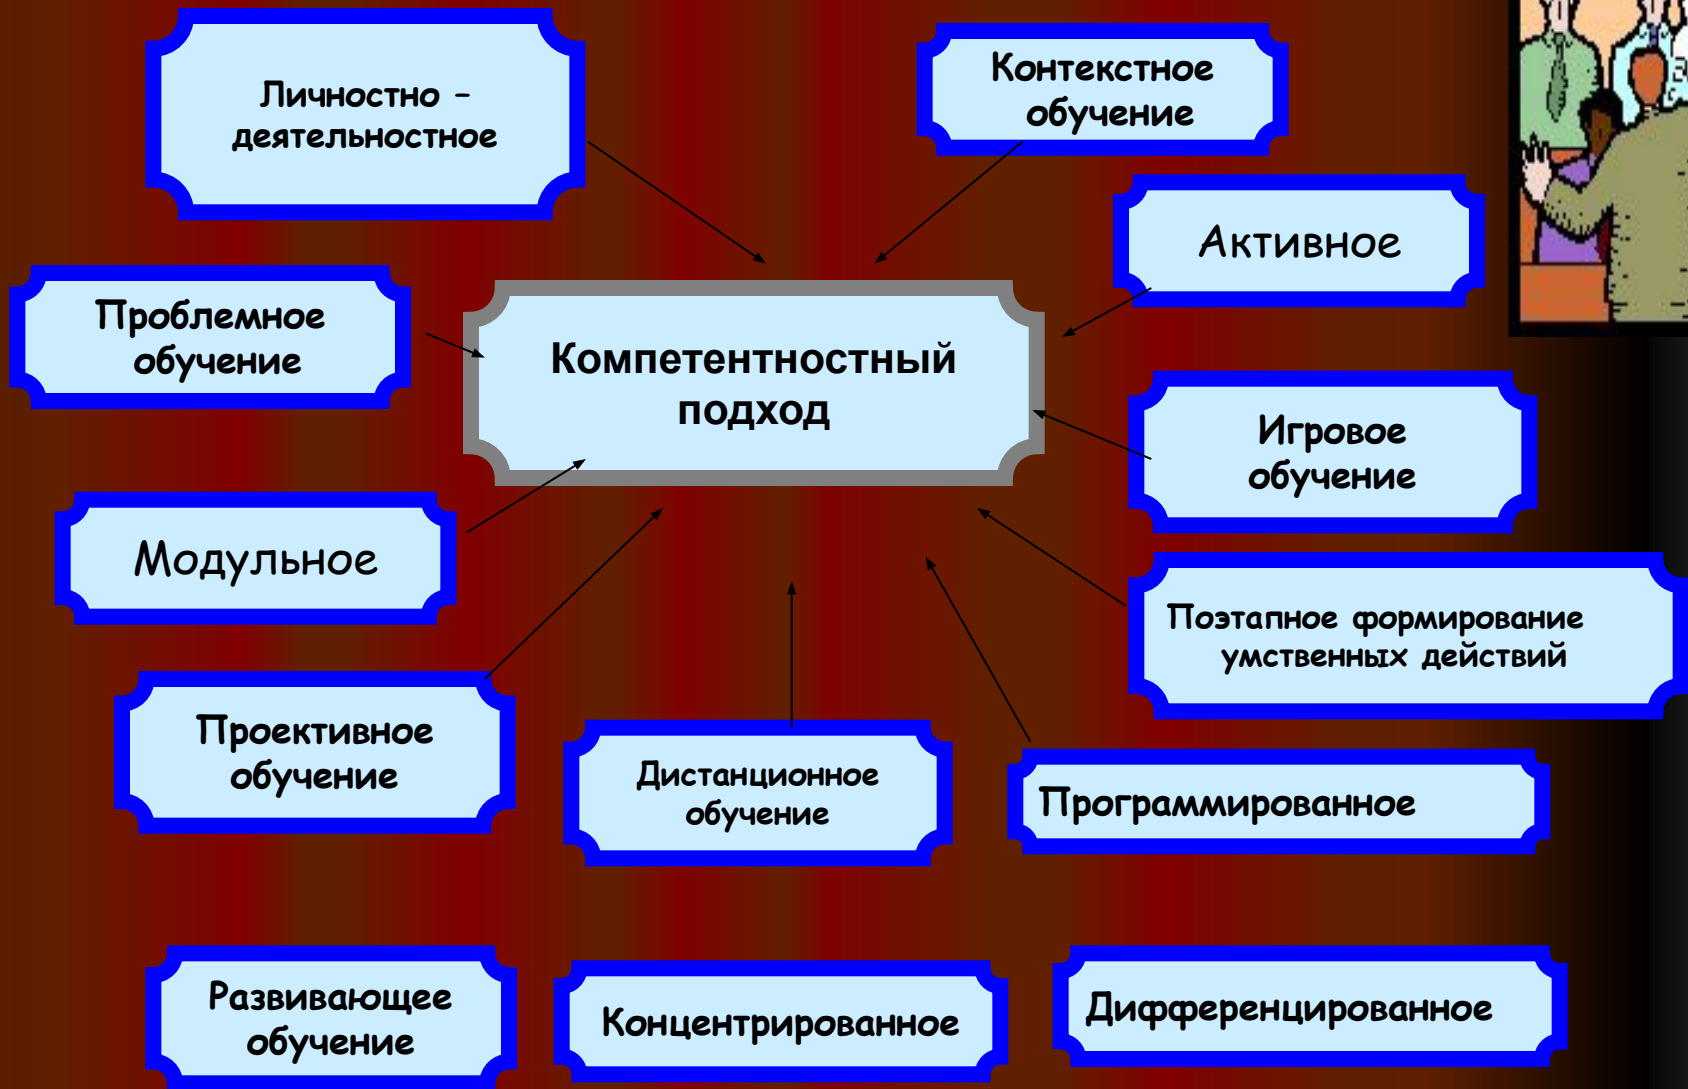 Личностно –
деятельностное
Контекстное
обучение
Активное
Проблемное
обучение
Компетентностный
подход
Игровое
обучение
Модульное
Поэтапное формирование
умственных действий
Проективное
обучение
Дистанционное
обучение
Программированное
Развивающее
обучение
Концентрированное
Дифференцированное